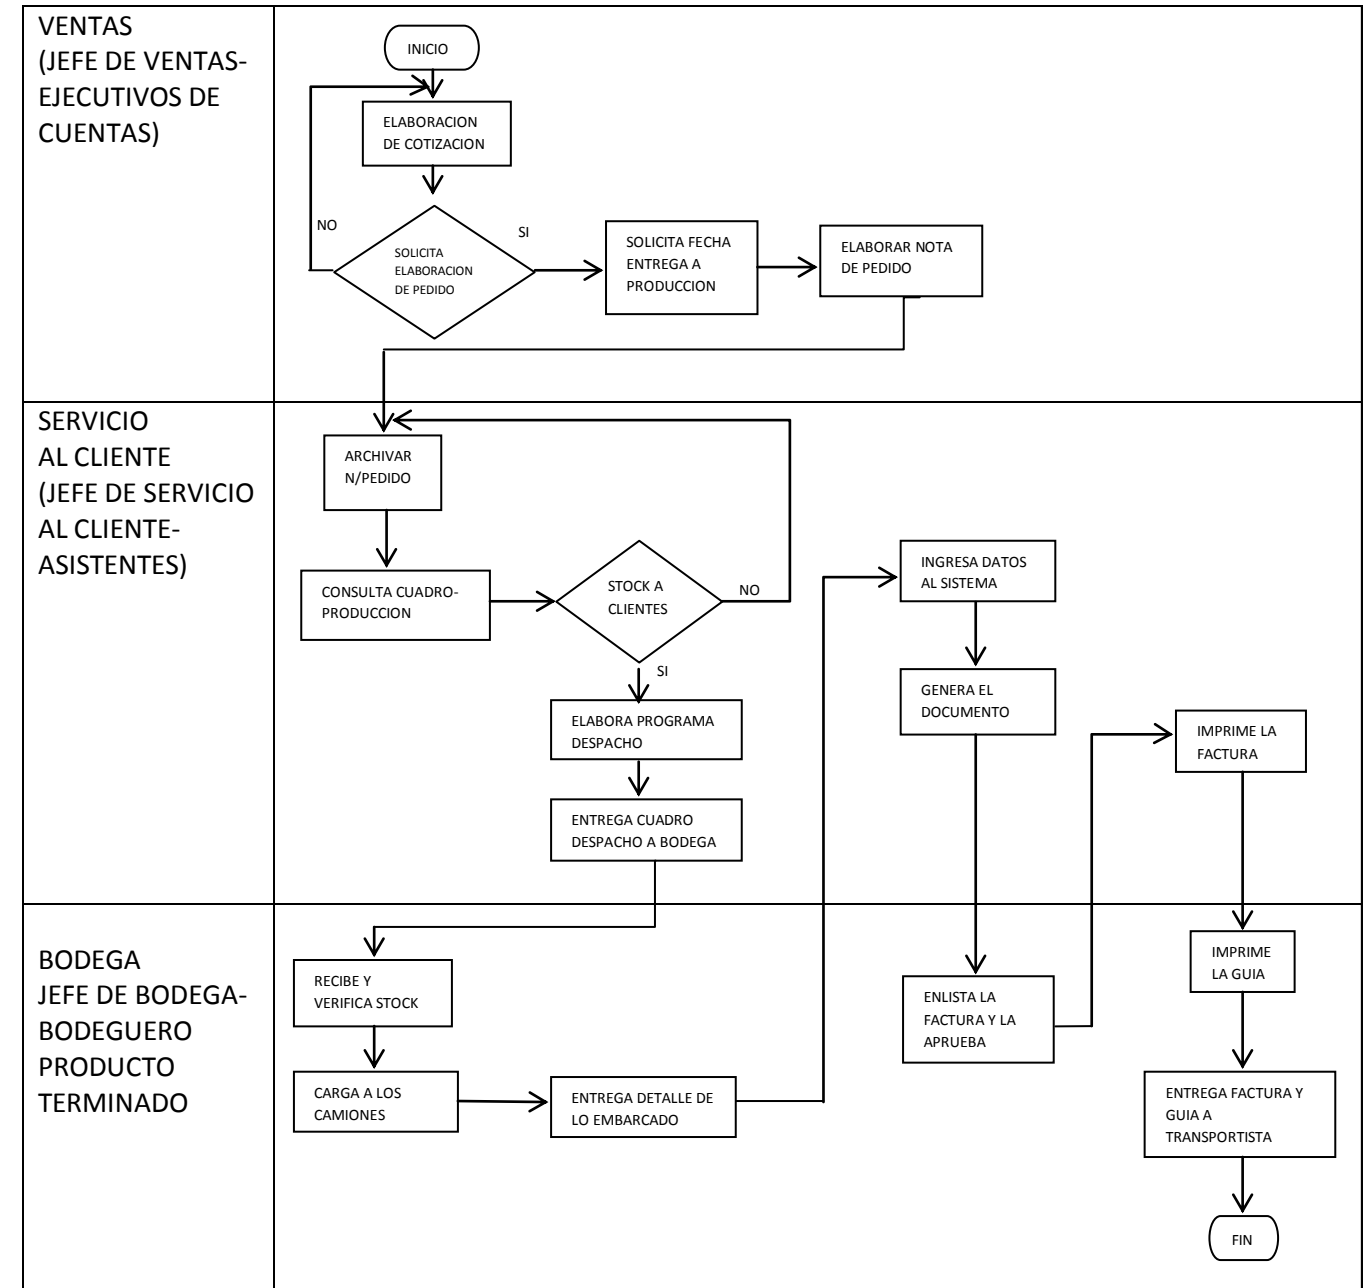 VENTAS
(JEFE DE VENTAS-
EJECUTIVOS DE
CUENTAS)
INICIO
ELABORACION
DE COTIZACION
NO
SOLICITA
ELABORACION
DE PEDIDO
SI
SOLICITA FECHA
ENTREGA A
PRODUCCION
ELABORAR NOTA
DE PEDIDO
SERVICIO
AL CLIENTE
(JEFE DE SERVICIO
AL CLIENTE-
ASISTENTES)
ARCHIVAR
N/PEDIDO
CONSULTA CUADRO-
PRODUCCION
STOCK A
CLIENTES
NO
SI
ELABORA PROGRAMA
DESPACHO
ENTREGA CUADRO
DESPACHO A BODEGA
INGRESA DATOS
AL SISTEMA
GENERA EL
DOCUMENTO
IMPRIME LA
FACTURA
BODEGA
JEFE DE BODEGA-
BODEGUERO
PRODUCTO
TERMINADO
RECIBE Y
VERIFICA STOCK
CARGA A LOS
CAMIONES
ENTREGA DETALLE DE
LO EMBARCADO
ENLISTA LA
FACTURA Y LA
APRUEBA
IMPRIME
LA GUIA
ENTREGA FACTURA Y
GUIA A
TRANSPORTISTA
FIN